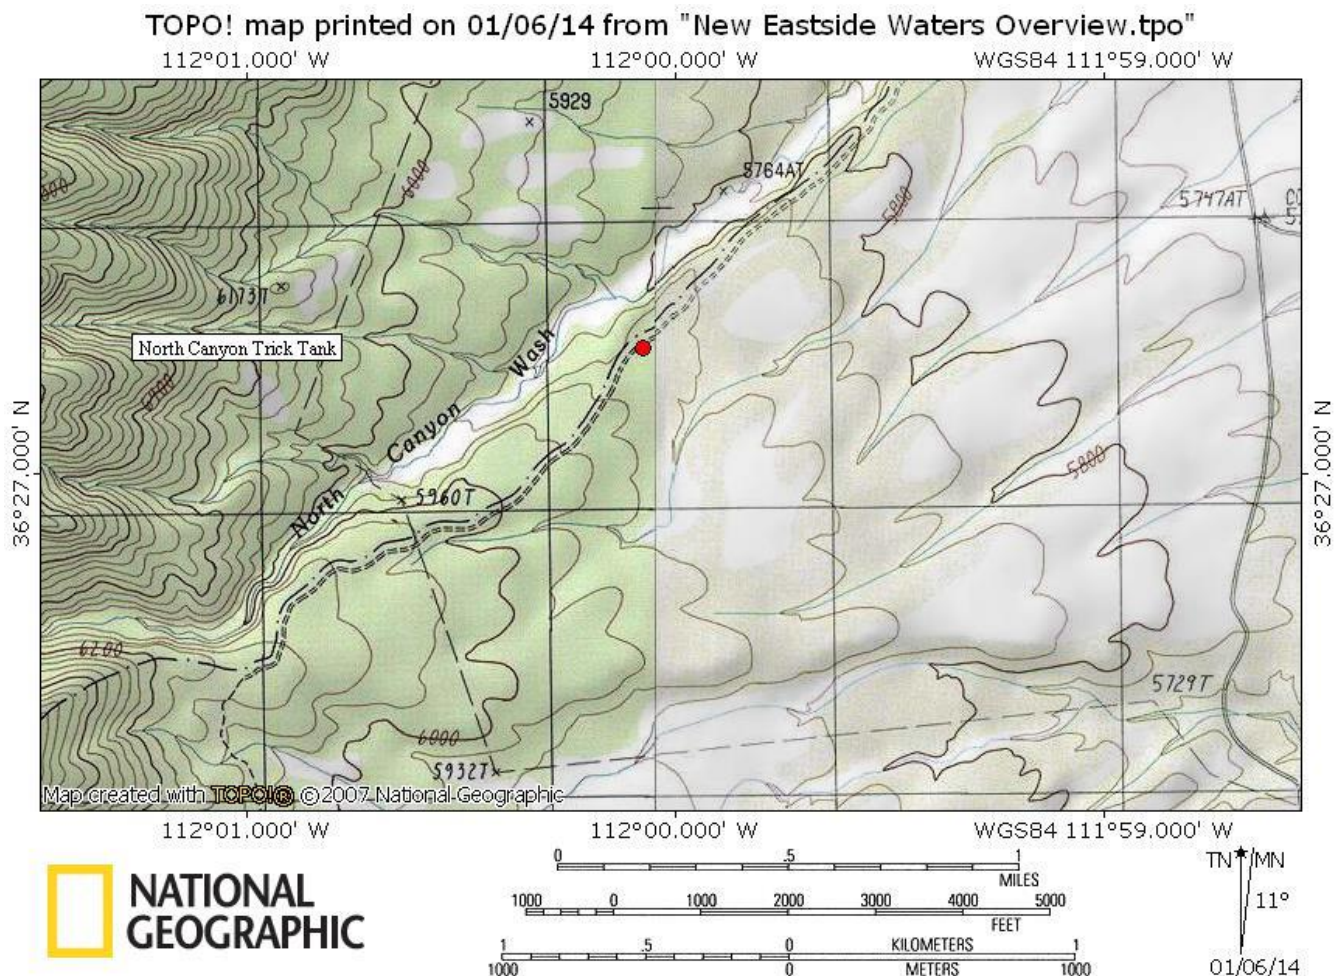 TOPO! map printed on 01/06/14 from "New Eastside Waters Overview.tpo"
112°01.000' W 112°00.000' W WGS84 111°59.000' W
5929
6000
5764AT
5800
5747AT
6173T
North Canyon Trick Tank
36°27.000' N
North Canyon Wash
5960T
5800
36°27.000' N
6200
5729T
6000
5932T
Map created with TOPO!® ©2007 National Geographic
112°01.000' W 112°00.000' W WGS84 111°59.000' W
NATIONAL
GEOGRAPHIC
0 .5 1
MILES
1000 0 1000 2000 3000 4000 5000
FEET
1 .5 0 KILOMETERS 1
1000 0 METERS 1000
TN MN
11°
01/06/14